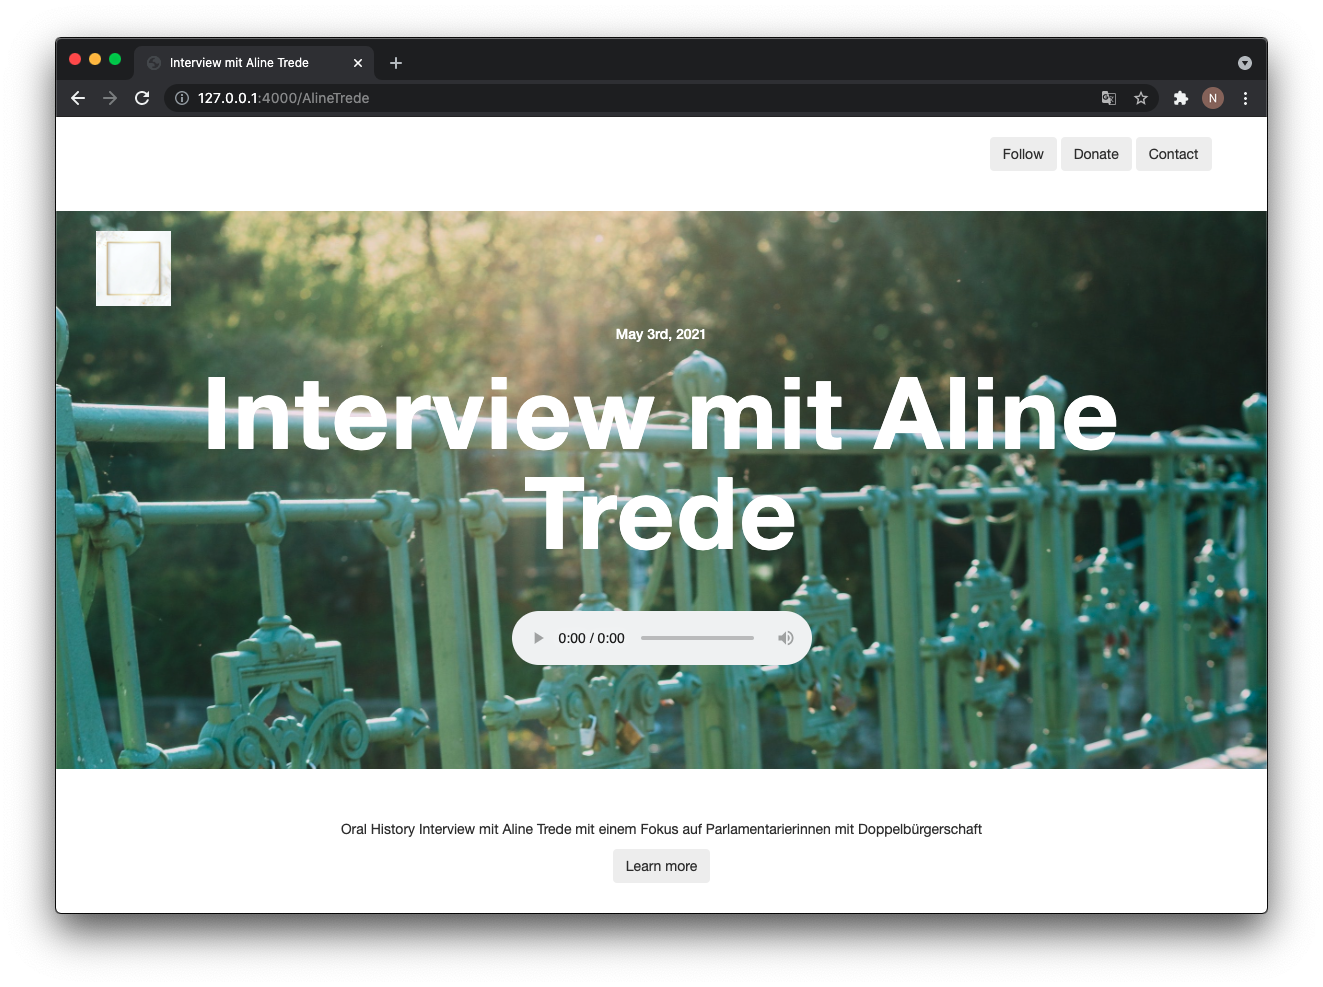 Interview mit Aline Trede
127.0.0.1:4000/AlineTrede
N
Follow
Donate
Contact
May 3rd, 2021
Interview mit Aline
Trede
0:00 / 0:00
Oral History Interview mit Aline Trede mit einem Fokus auf Parlamentarierinnen mit Doppelbürgerschaft
Learn more